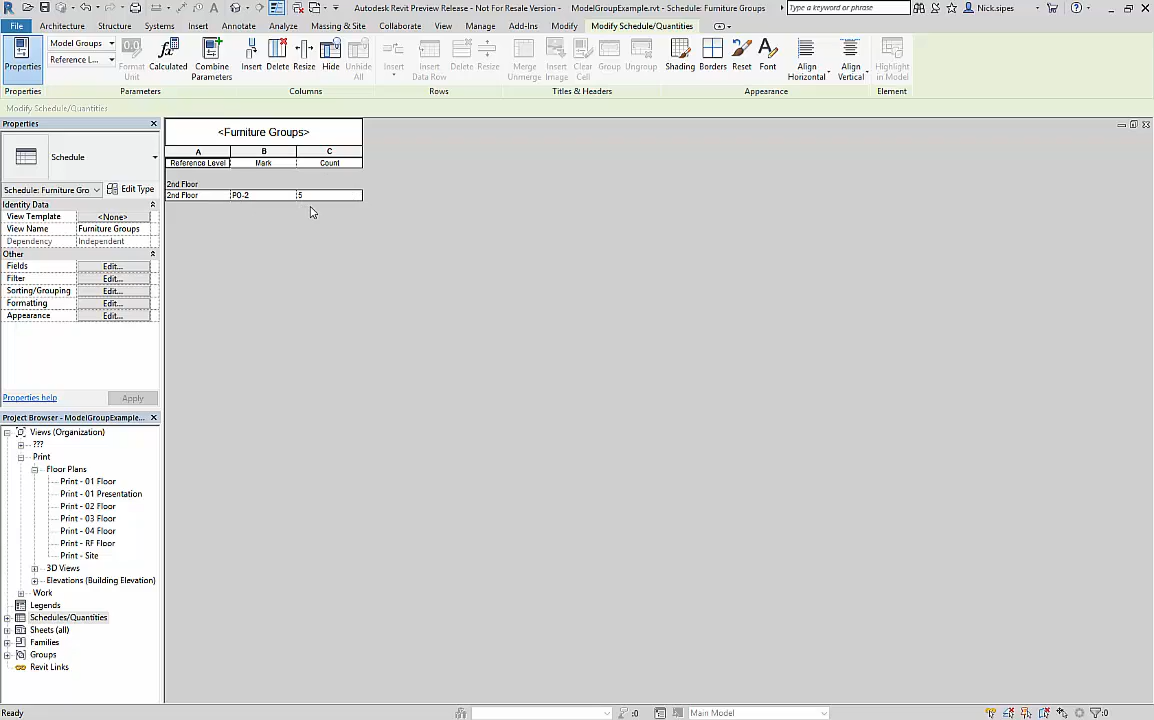 Autodesk Revit Preview Release - Not For Resale Version - ModelGroupExample.rvt - Schedule: Furniture Groups
Type a keyword or phrase
Nick.sipes
File Architecture Structure Systems Insert Annotate Analyze Massing & Site Collaborate View Manage Add-Ins Modify Modify Schedule/Quantities
Properties
Model Groups
Reference L...
Format Unit
Calculated
Combine Parameters
Insert Delete Resize Hide Unhide All
Insert Insert Data Row Delete Resize
Merge Unmerge Insert Image Clear Cell Group Ungroup
Shading Borders Reset Font Align Horizontal Align Vertical
Highlight in Model
Properties Parameters Columns Rows Titles & Headers Appearance Element
Modify Schedule/Quantities
Properties
Schedule
Schedule: Furniture Gro
Edit Type
Identity Data
View Template <None>
View Name Furniture Groups
Dependency Independent
Other
Fields Edit...
Filter Edit...
Sorting/Grouping Edit...
Formatting Edit...
Appearance Edit...
Properties help
Apply
<Furniture Groups>
A B C
Reference Level Mark Count
2nd Floor
2nd Floor PO-2 5
Project Browser - ModelGroupExample...
Views (Organization)
???
Print
Floor Plans
Print - 01 Floor
Print - 01 Presentation
Print - 02 Floor
Print - 03 Floor
Print - 04 Floor
Print - RF Floor
Print - Site
3D Views
Elevations (Building Elevation)
Work
Legends
Schedules/Quantities
Sheets (all)
Families
Groups
Revit Links
Ready
:0
Main Model
:0